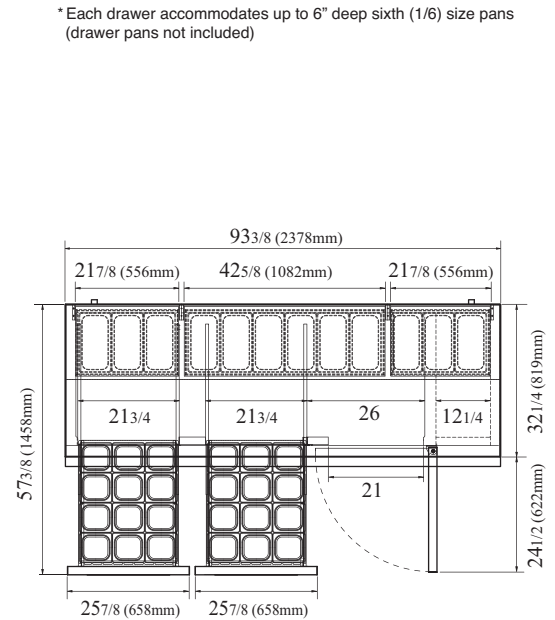 * Each drawer accommodates up to 6” deep sixth (1/6) size pans
(drawer pans not included)
93 3/8 (2378mm)
21 7/8 (556mm)
42 5/8 (1082mm)
21 7/8 (556mm)
57 3/8 (1458mm)
32 1/4 (819mm)
21 3/4
21 3/4
26
12 1/4
21
24 1/2 (622mm)
25 7/8 (658mm)
25 7/8 (658mm)